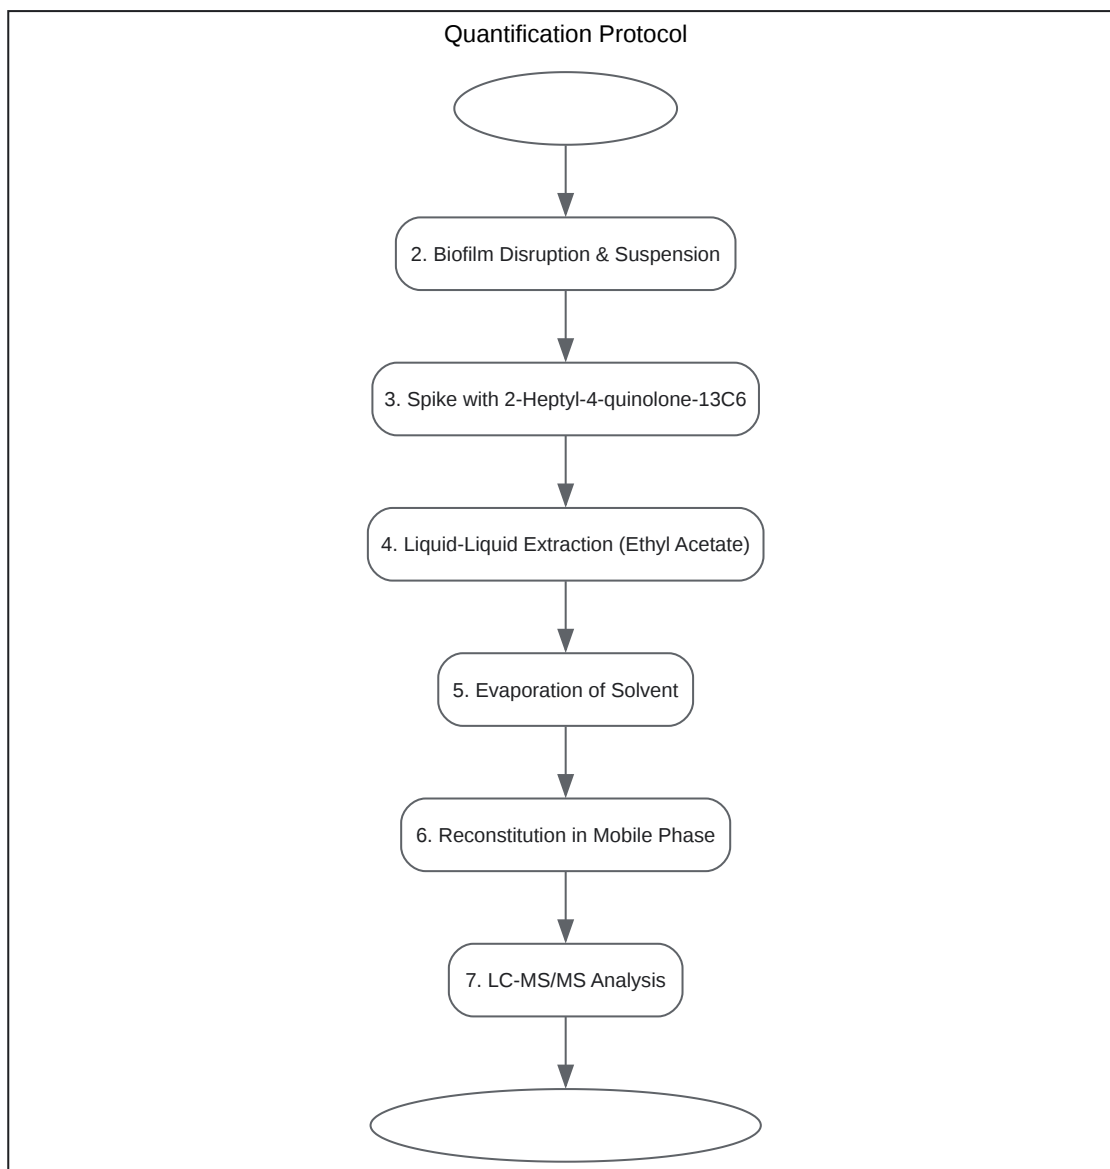 Quantification Protocol
2. Biofilm Disruption & Suspension
3. Spike with 2-Heptyl-4-quinolone-13C6
4. Liquid-Liquid Extraction (Ethyl Acetate)
5. Evaporation of Solvent
6. Reconstitution in Mobile Phase
7. LC-MS/MS Analysis